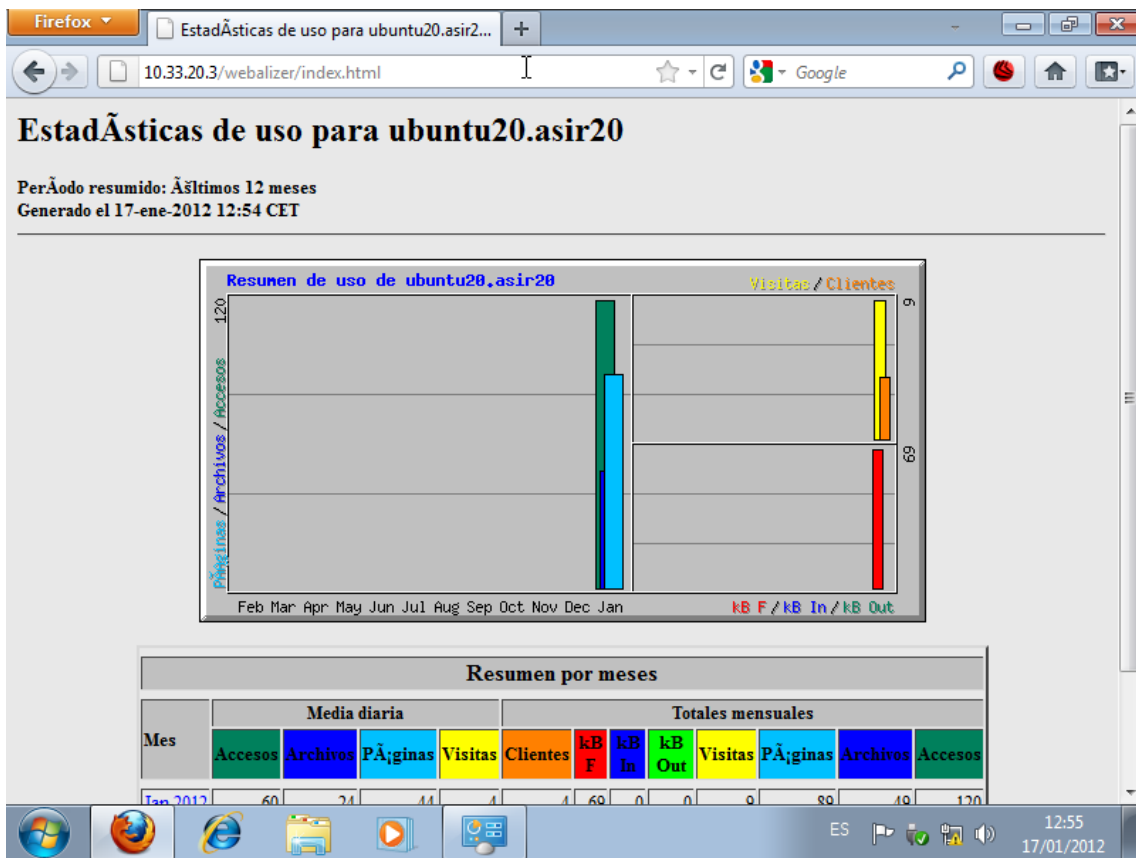 Firefox
EstadÃsticas de uso para ubuntu20.asir2...
10.33.20.3/webalizer/index.html
Google
EstadÃsticas de uso para ubuntu20.asir20
PerÃodo resumido: Ãšltimos 12 meses
Generado el 17-ene-2012 12:54 CET
Resumen de uso de ubuntu20.asir20
Visitas / Clientes
120
9
PÃAginas / Archivos / Accesos
69
Feb Mar Apr May Jun Jul Aug Sep Oct Nov Dec Jan
kB F / kB In / kB Out
Resumen por meses
Mes
Media diaria
Totales mensuales
Accesos Archivos PÃ¡ginas Visitas Clientes kB F kB In kB Out Visitas PÃ¡ginas Archivos Accesos
Jan 2012 60 24 44 4 4 69 0 0 9 89 49 120
ES
12:55
17/01/2012